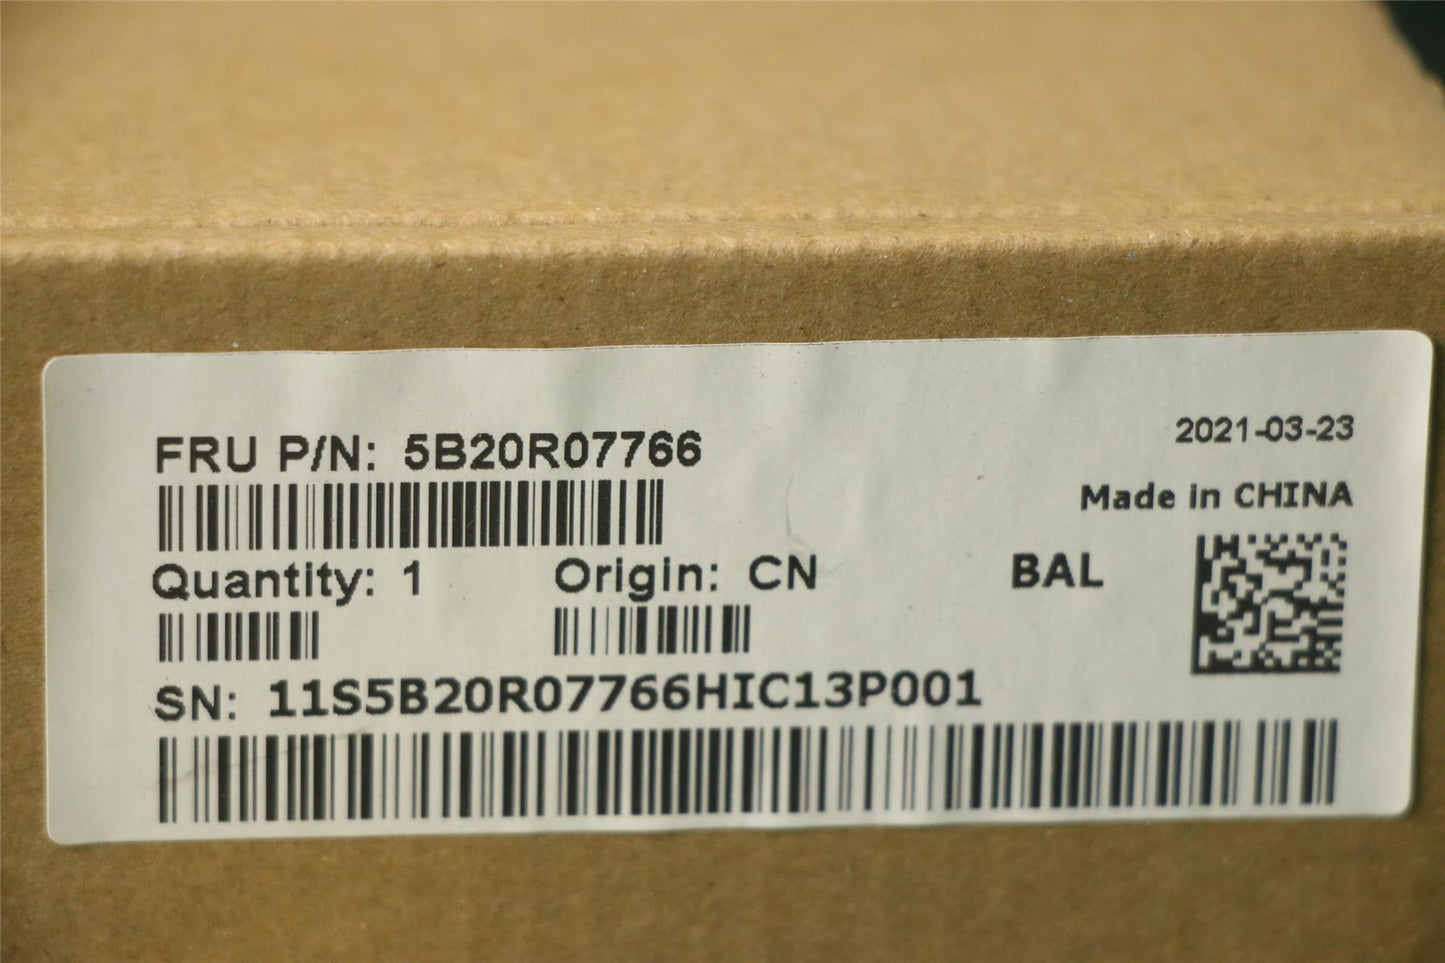 FRU P/N: 5B20R07766
2021-03-23
Made in CHINA
Quantity: 1 Origin: CN BAL
SN: 11S5B20R07766HIC13P001